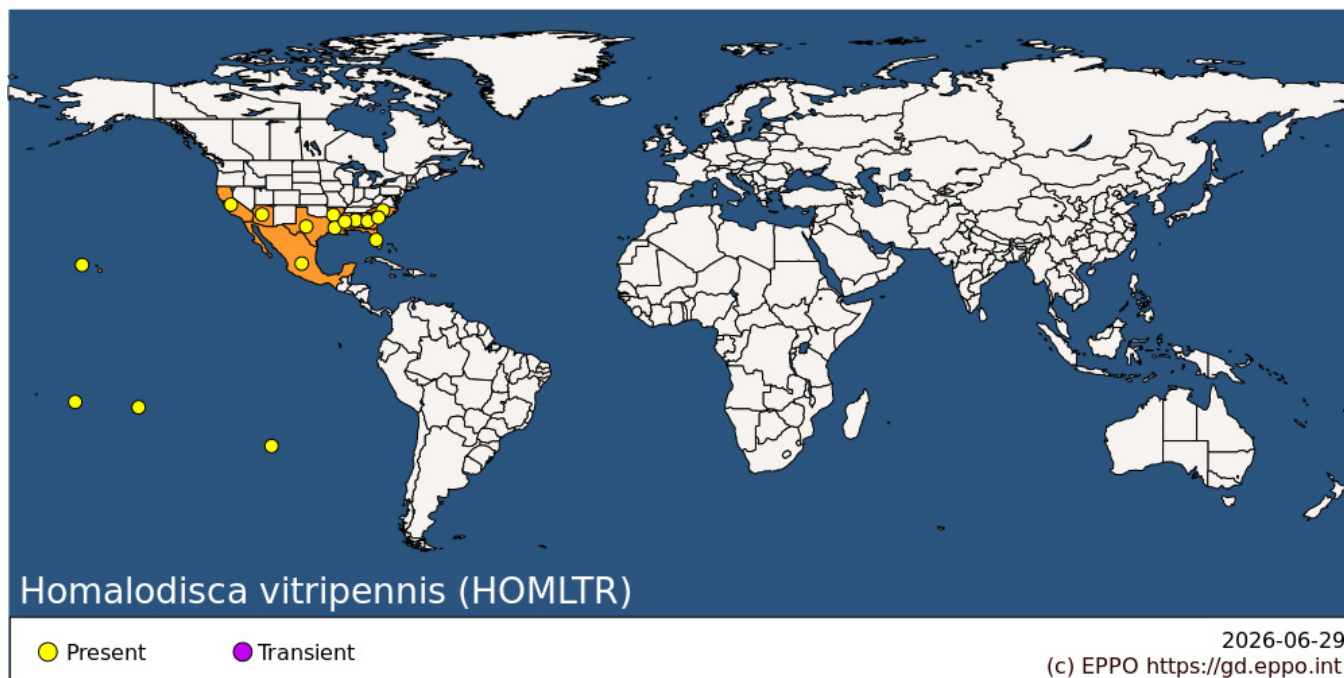 Homalodisca vitripennis (HOMLTR)
Present
Transient
2026-06-29
(c) EPPO https://gd.eppo.int